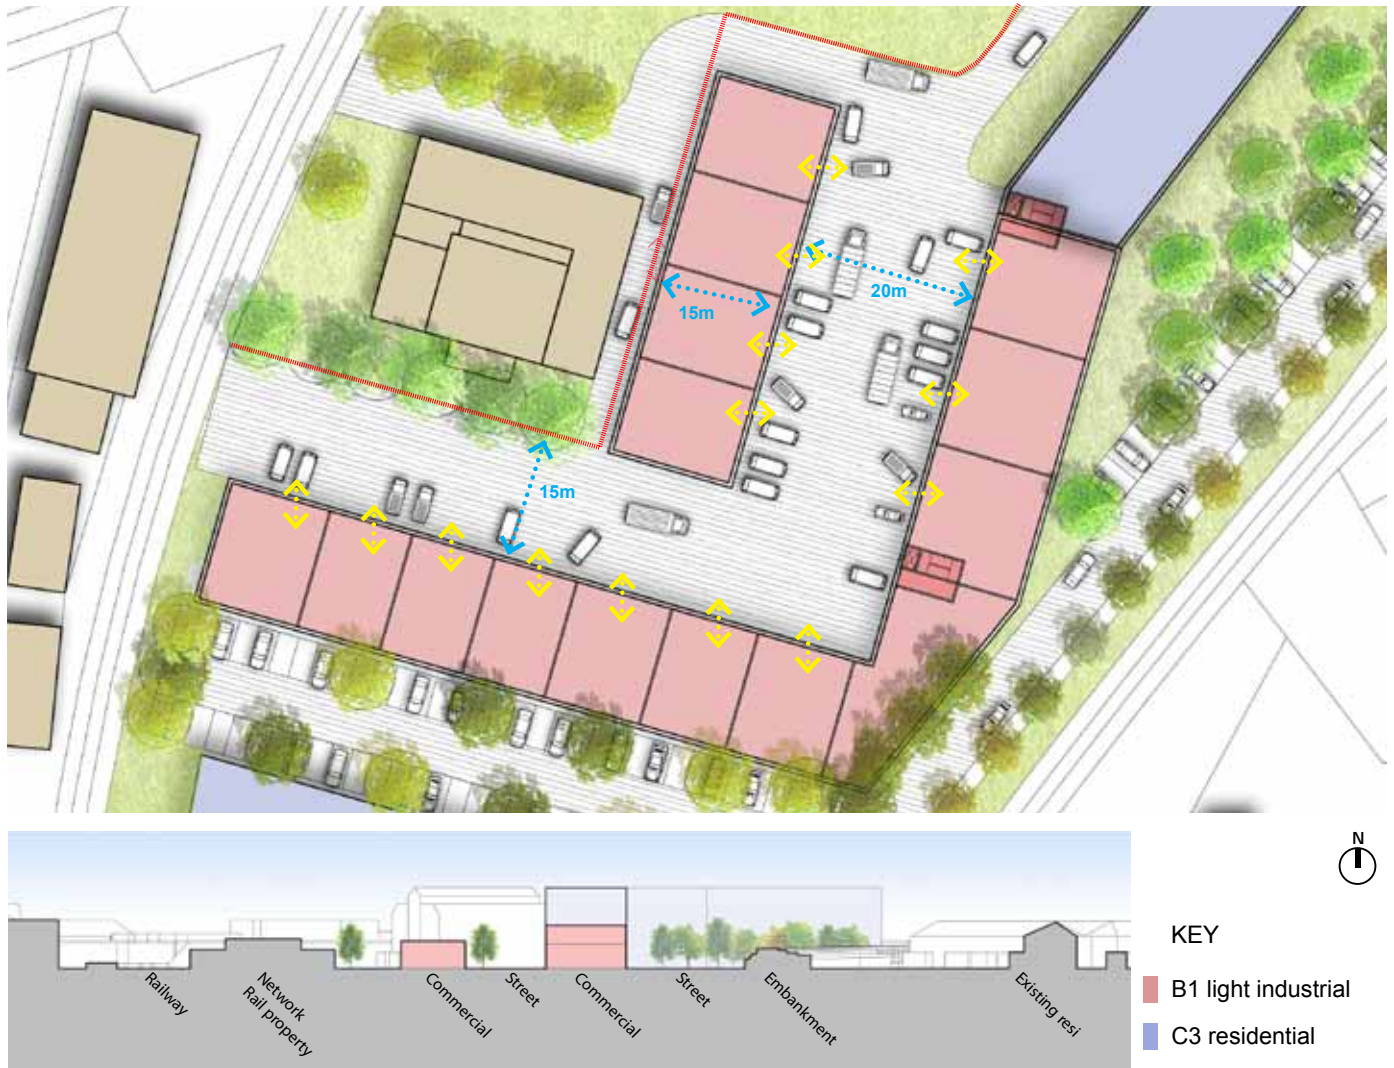 20m
15m
15m
N
KEY
B1 light industrial
C3 residential
Railway
Network
Rail property
Commercial
Street
Commercial
Street
Embankment
Existing resi